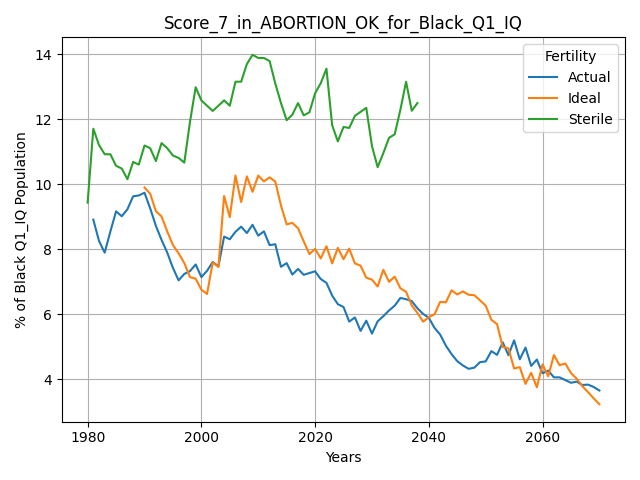 Score_7_in_ABORTION_OK_for_Black_Q1_IQ
Fertility
Actual
Ideal
Sterile
% of Black Q1_IQ Population
14
12
10
8
6
4
1980
2000
2020
2040
2060
Years